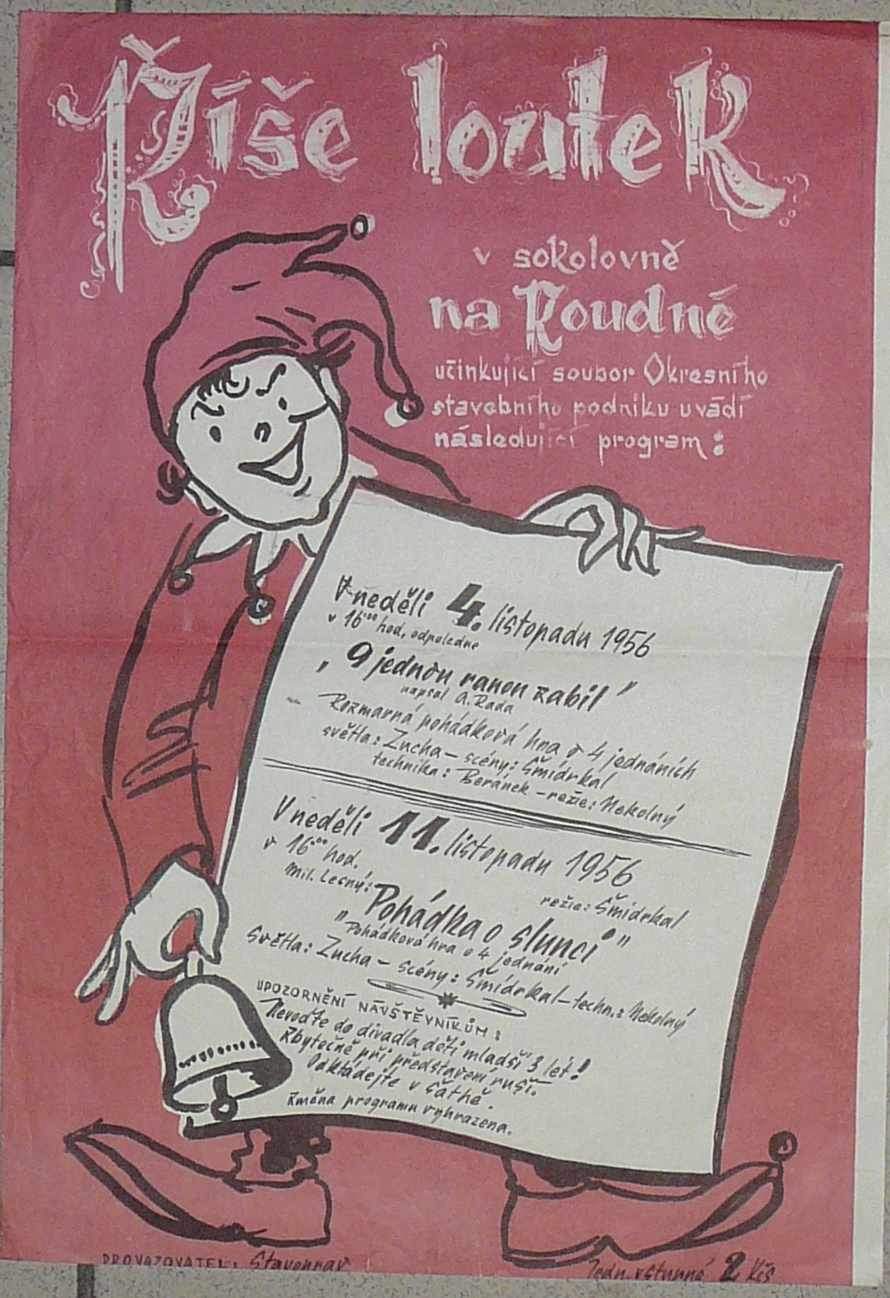 Říše loutek
v sokolovně
na Roudné
účinkující soubor Okresního
stavebního podniku uvádí
následující program:
V neděli 4. listopadu 1956
v 16°° hod. odpoledne
„9 jednou ranou zabil"
napsal A. Rada
Rozmarná pohádková hra o 4 jednáních
světla: Zucha – scény: Šmídrkal
technika: Beránek – režie: Nekolný
V neděli 11. listopadu 1956
v 16°° hod.
režie: Šmídrkal
Mil. Lesný:
„Pohádka o slunci"
Pohádková hra o 4 jednání
Světla: Zucha – scény: Šmídrkal – techn.: Nekolný
UPOZORNĚNÍ NÁVŠTĚVNÍKŮM:
Nevoďte do divadla děti mladší 3 let!
Zbytečně při představení ruší.
Odkládejte v šatně.
Změna programu vyhrazena.
PROVOZOVATEL:
Jedn. vstupné 2 Kčs